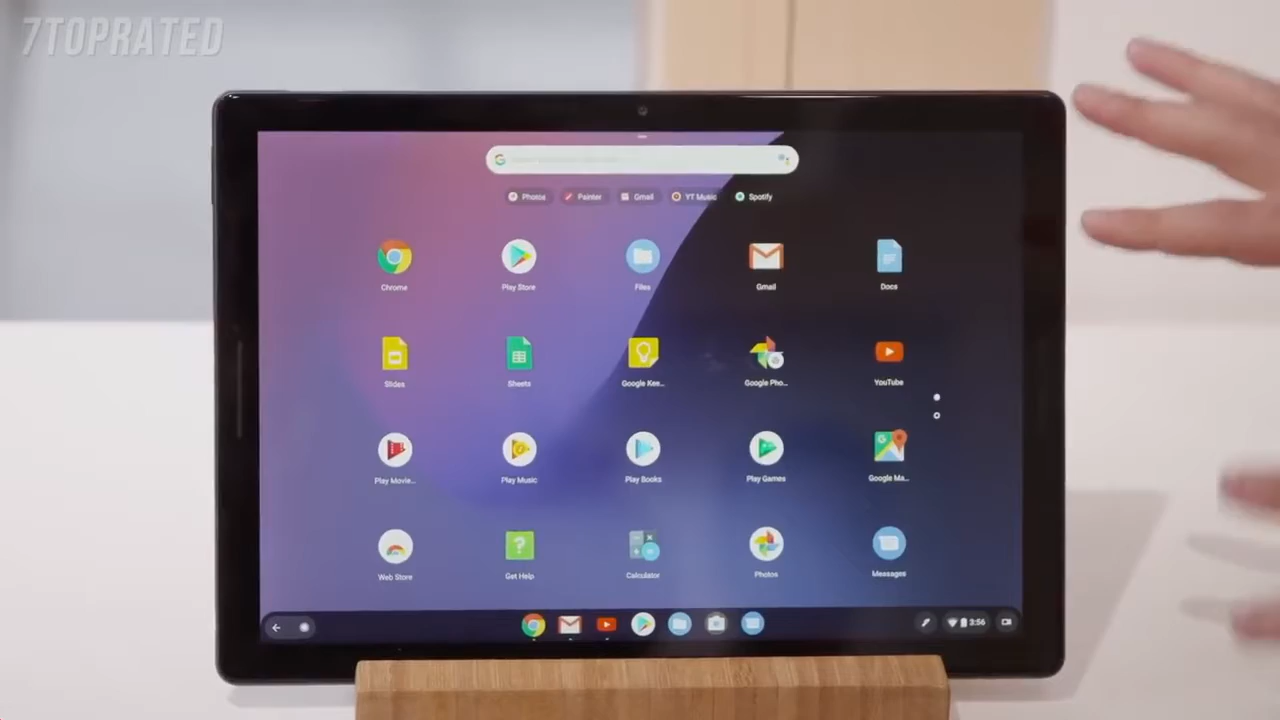 7TOPRATED
Photos Painter Gmail YT Music Spotify
Chrome Play Store Files Gmail Docs
Slides Sheets Google Kee... Google Pho... YouTube
Play Movie... Play Music Play Books Play Games Google Ma...
Web Store Get Help Calculator Photos Messages
3:56